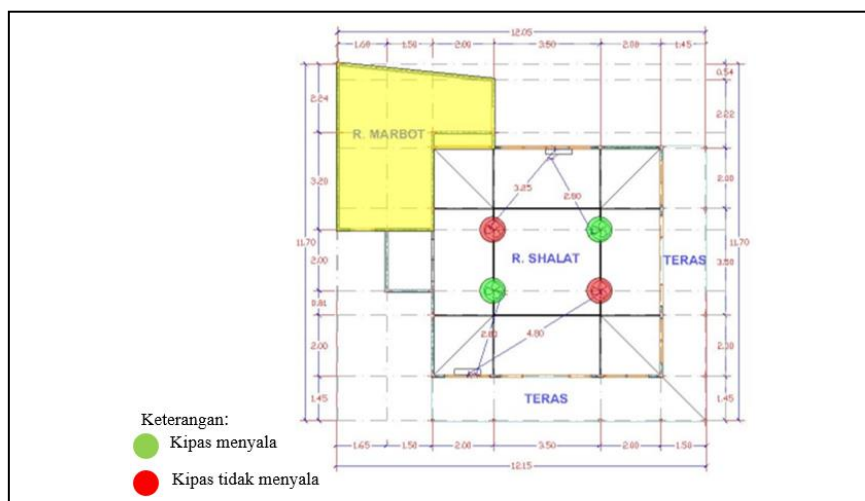 12.05
1.60 1.50 2.00 3.50 2.00 1.45
0.54
2.24
2.22
R. MARBOT
3.20
2.00
3.25
2.80
11.70
11.70
R. SHALAT
TERAS
3.50
2.00
0.81
2.80
4.80
2.00
2.00
TERAS
1.45
1.45
Keterangan:
Kipas menyala
Kipas tidak menyala
1.65 1.50 2.00 3.50 2.00 1.50
12.15